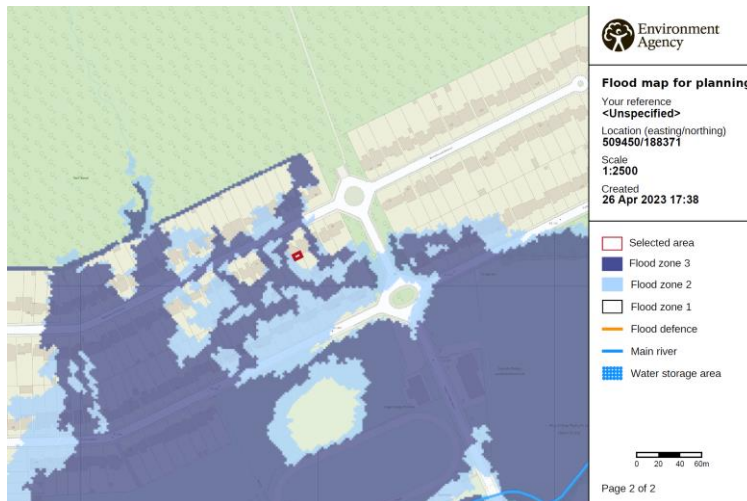 Environment
Agency
Flood map for planning
Your reference
<Unspecified>
Location (easting/northing)
509450/188371
Scale
1:2500
Created
26 Apr 2023 17:38
Selected area
Flood zone 3
Flood zone 2
Flood zone 1
Flood defence
Main river
Water storage area
0 20 40 60m
Page 2 of 2